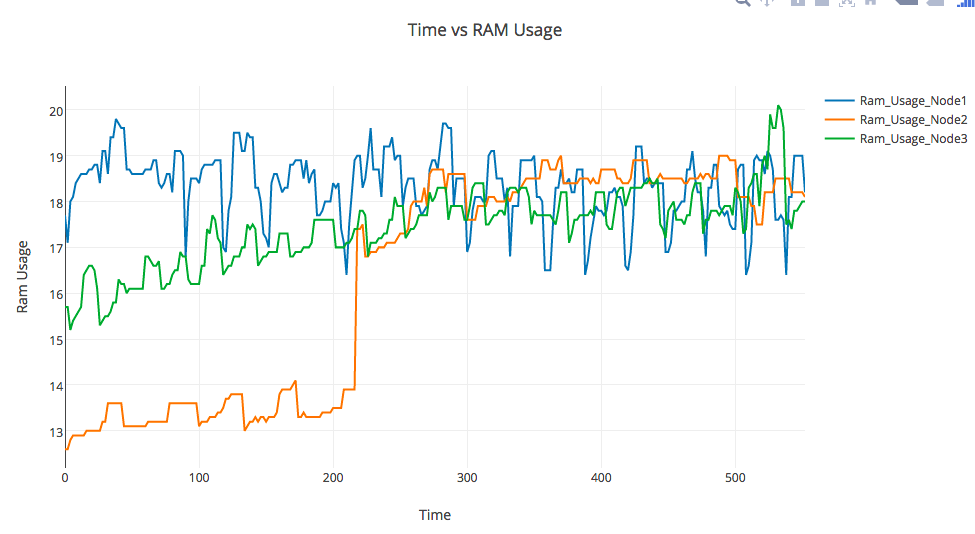 Time vs RAM Usage
Ram_Usage_Node1
Ram_Usage_Node2
Ram_Usage_Node3
Ram Usage
20
19
18
17
16
15
14
13
0
100
200
300
400
500
Time